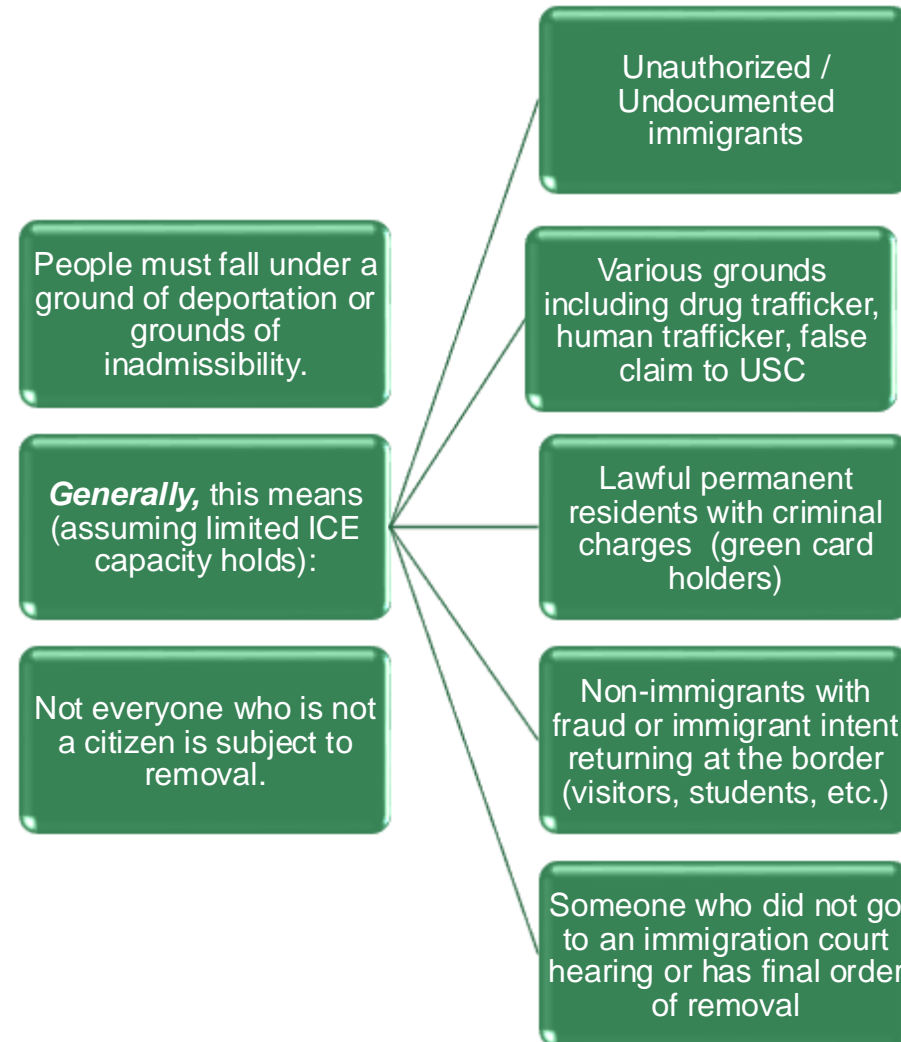 People must fall under a
ground of deportation or
grounds of
inadmissibility.
Generally, this means
(assuming limited ICE
capacity holds):
Not everyone who is not
a citizen is subject to
removal.
Unauthorized /
Undocumented
immigrants
Various grounds
including drug trafficker,
human trafficker, false
claim to USC
Lawful permanent
residents with criminal
charges (green card
holders)
Non-immigrants with
fraud or immigrant intent
returning at the border
(visitors, students, etc.)
Someone who did not go
to an immigration court
hearing or has final order
of removal